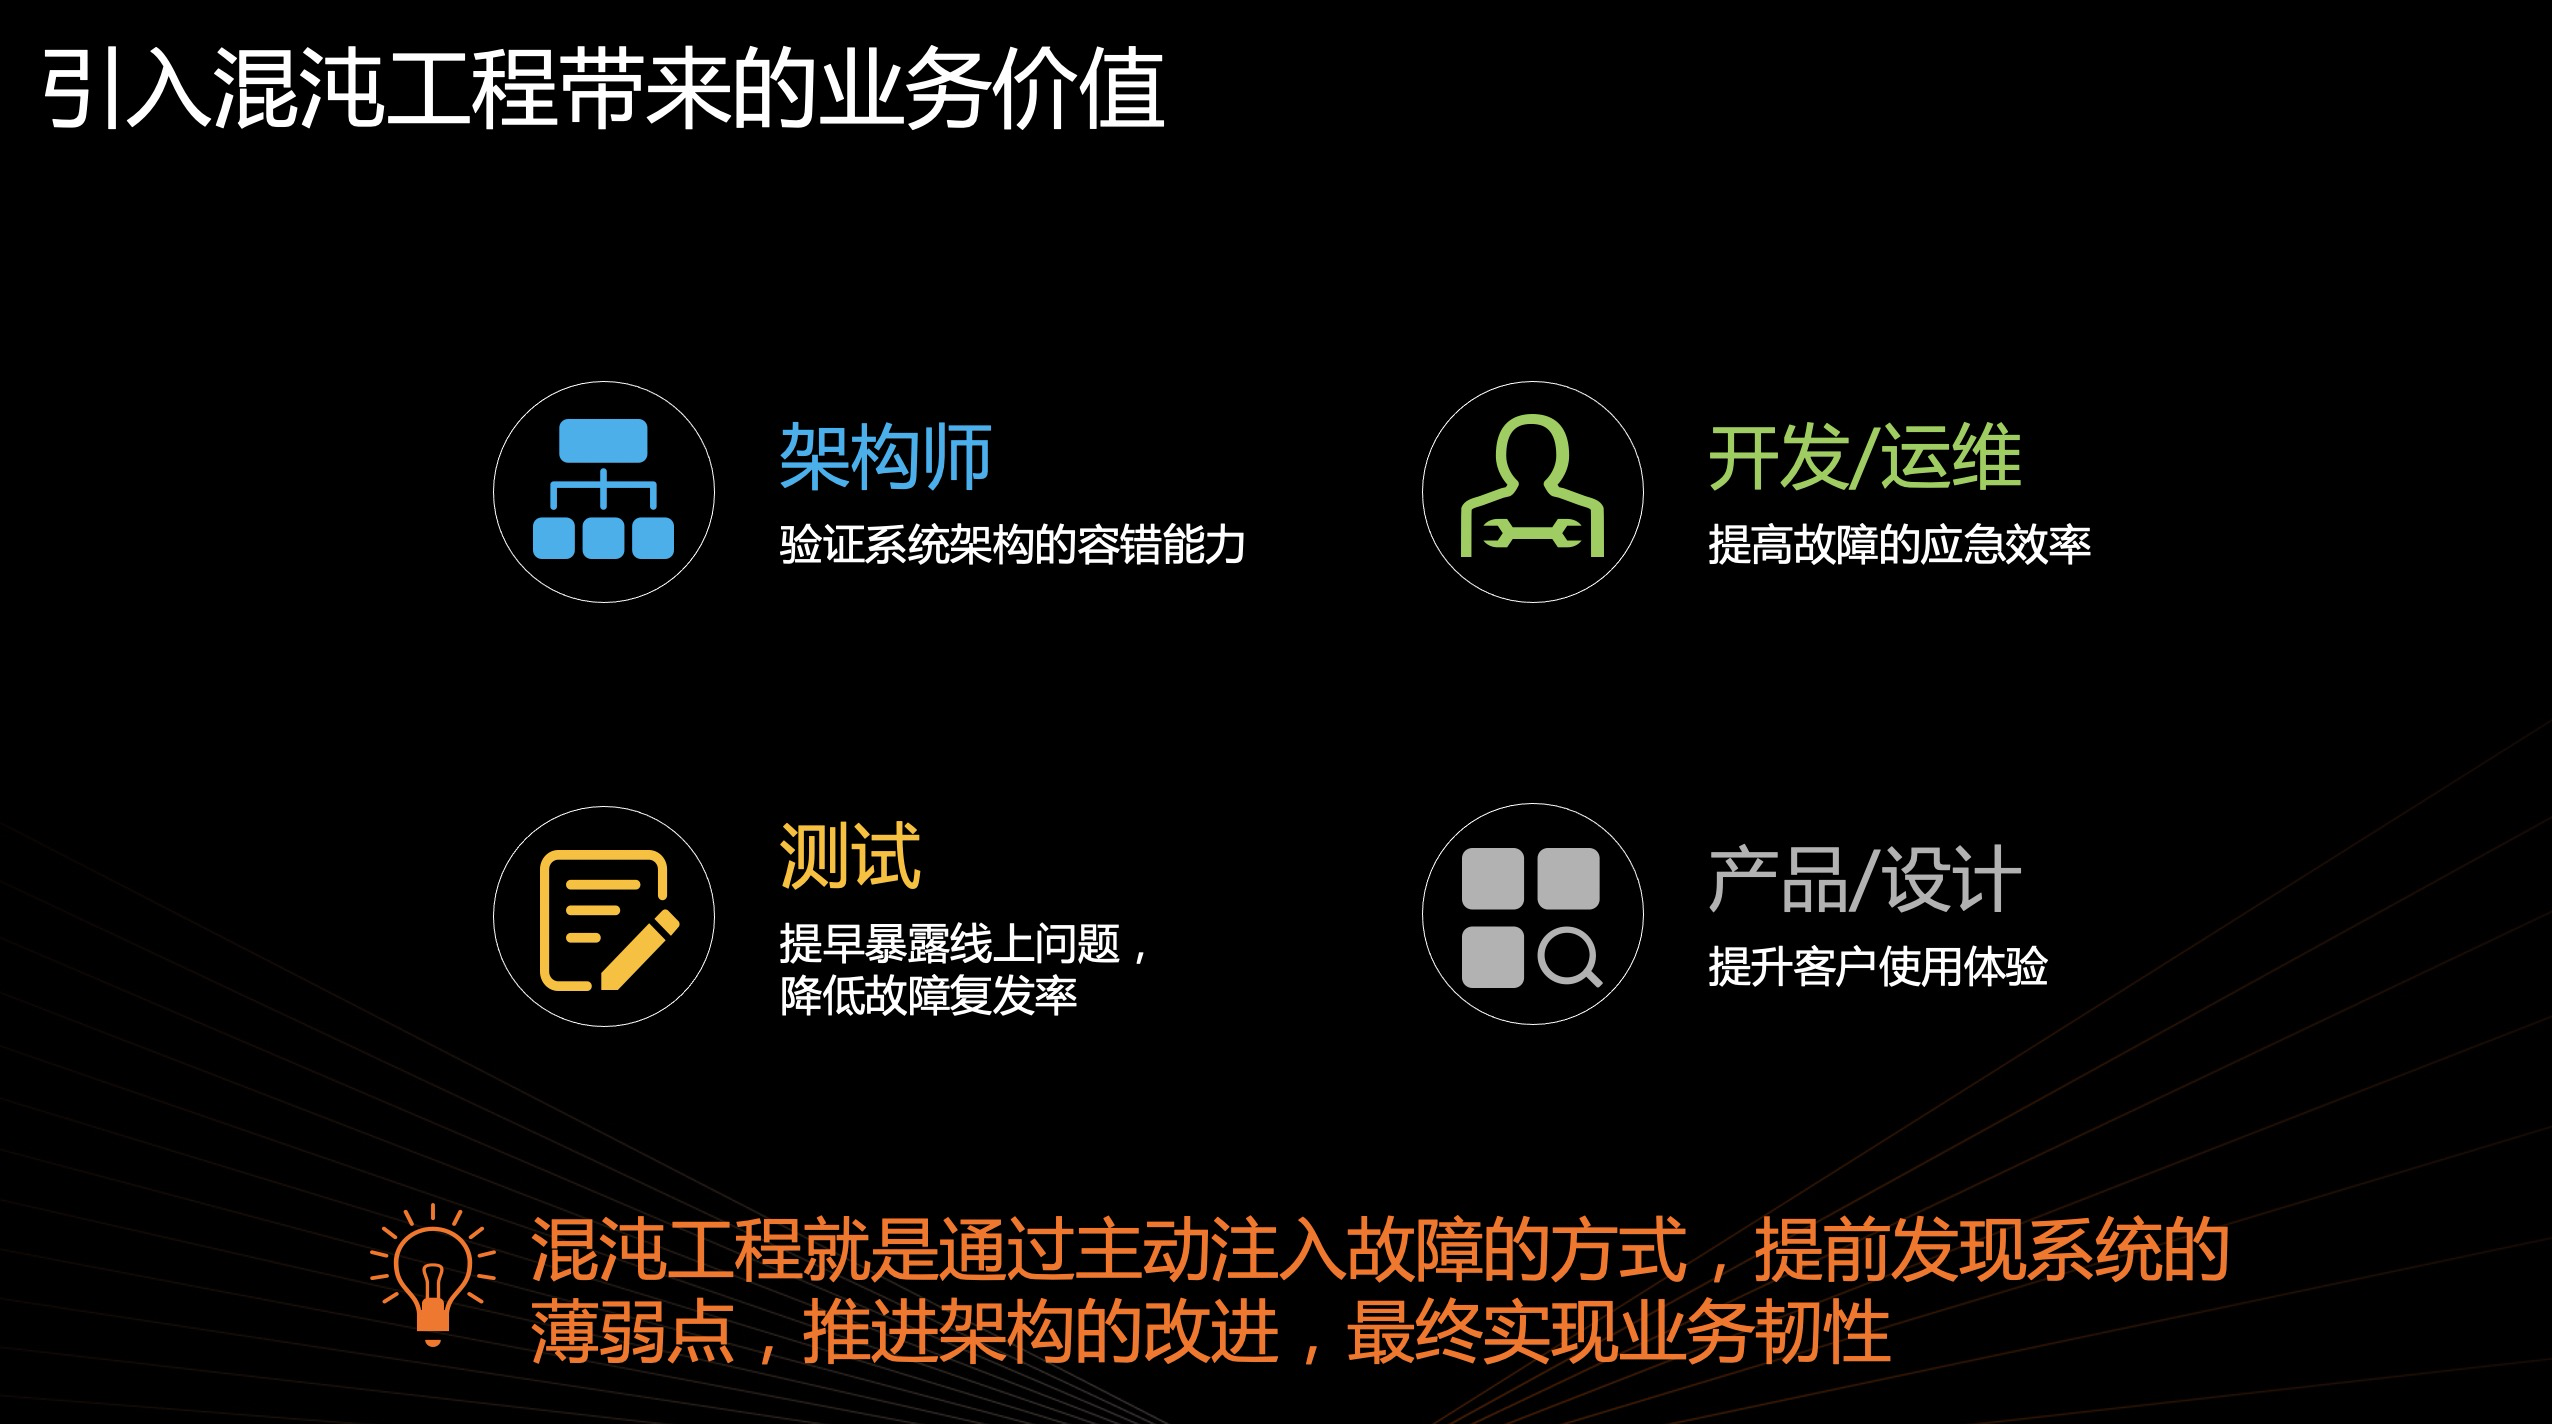 引入混沌工程带来的业务价值
架构师
验证系统架构的容错能力
开发/运维
提高故障的应急效率
测试
提早暴露线上问题，
降低故障复发率
产品/设计
提升客户使用体验
混沌工程就是通过主动注入故障的方式，提前发现系统的
薄弱点，推进架构的改进，最终实现业务韧性